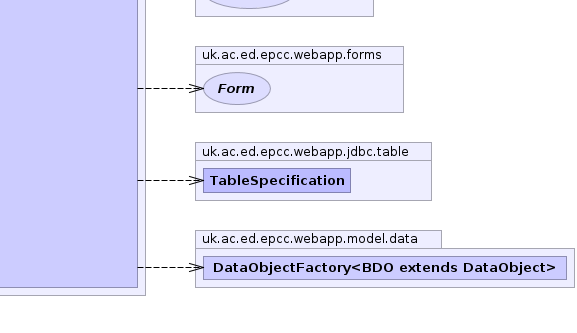 uk.ac.ed.epcc.webapp.forms
Form
uk.ac.ed.epcc.webapp.jdbc.table
TableSpecification
uk.ac.ed.epcc.webapp.model.data
DataObjectFactory<BDO extends DataObject>